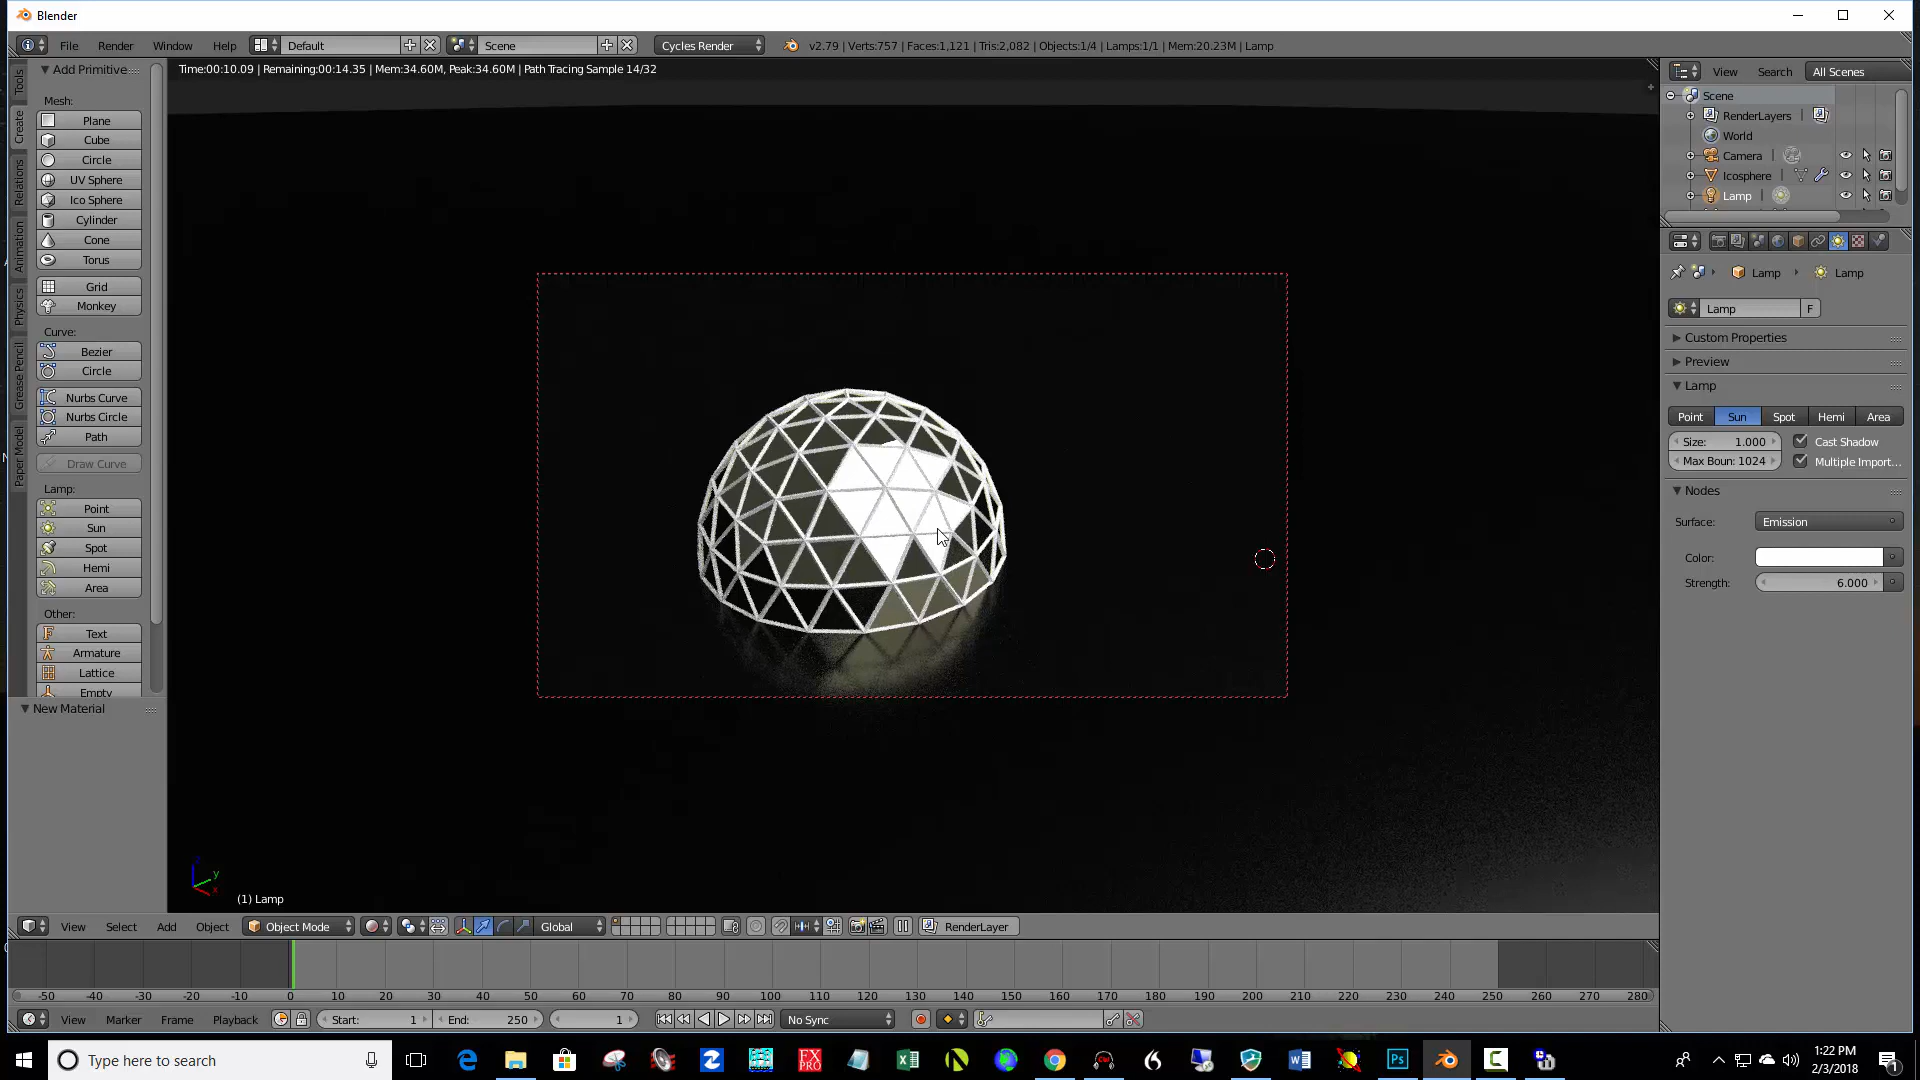 Blender
File Render Window Help Default Scene Cycles Render v2.79 | Verts:757 | Faces:1,121 | Tris:2,082 | Objects:1/4 | Lamps:1/1 | Mem:20.23M | Lamp
Time:00:10.09 | Remaining:00:14.35 | Mem:34.60M, Peak:34.60M | Path Tracing Sample 14/32
Tools
Create
Relations
Animation
Physics
Grease Pencil
Paper Model
Add Primitive
Mesh:
Plane
Cube
Circle
UV Sphere
Ico Sphere
Cylinder
Cone
Torus
Grid
Monkey
Curve:
Bezier
Circle
Nurbs Curve
Nurbs Circle
Path
Draw Curve
Lamp:
Point
Sun
Spot
Hemi
Area
Other:
Text
Armature
Lattice
Empty
New Material
z
y
x
(1) Lamp
View Select Add Object Object Mode Global RenderLayer
-50 -40 -30 -20 -10 0 10 20 30 40 50 60 70 80 90 100 110 120 130 140 150 160 170 180 190 200 210 220 230 240 250 260 270 280
View Marker Frame Playback Start: 1 End: 250 1 No Sync
View Search All Scenes
Scene
RenderLayers |
World
Camera |
Icosphere |
Lamp |
Lamp Lamp
Lamp F
Custom Properties
Preview
Lamp
Point Sun Spot Hemi Area
Size: 1.000 Cast Shadow
Max Boun: 1024 Multiple Import...
Nodes
Surface: Emission
Color:
Strength: 6.000
Type here to search
FX PRO
Ps
1:22 PM
2/3/2018
1